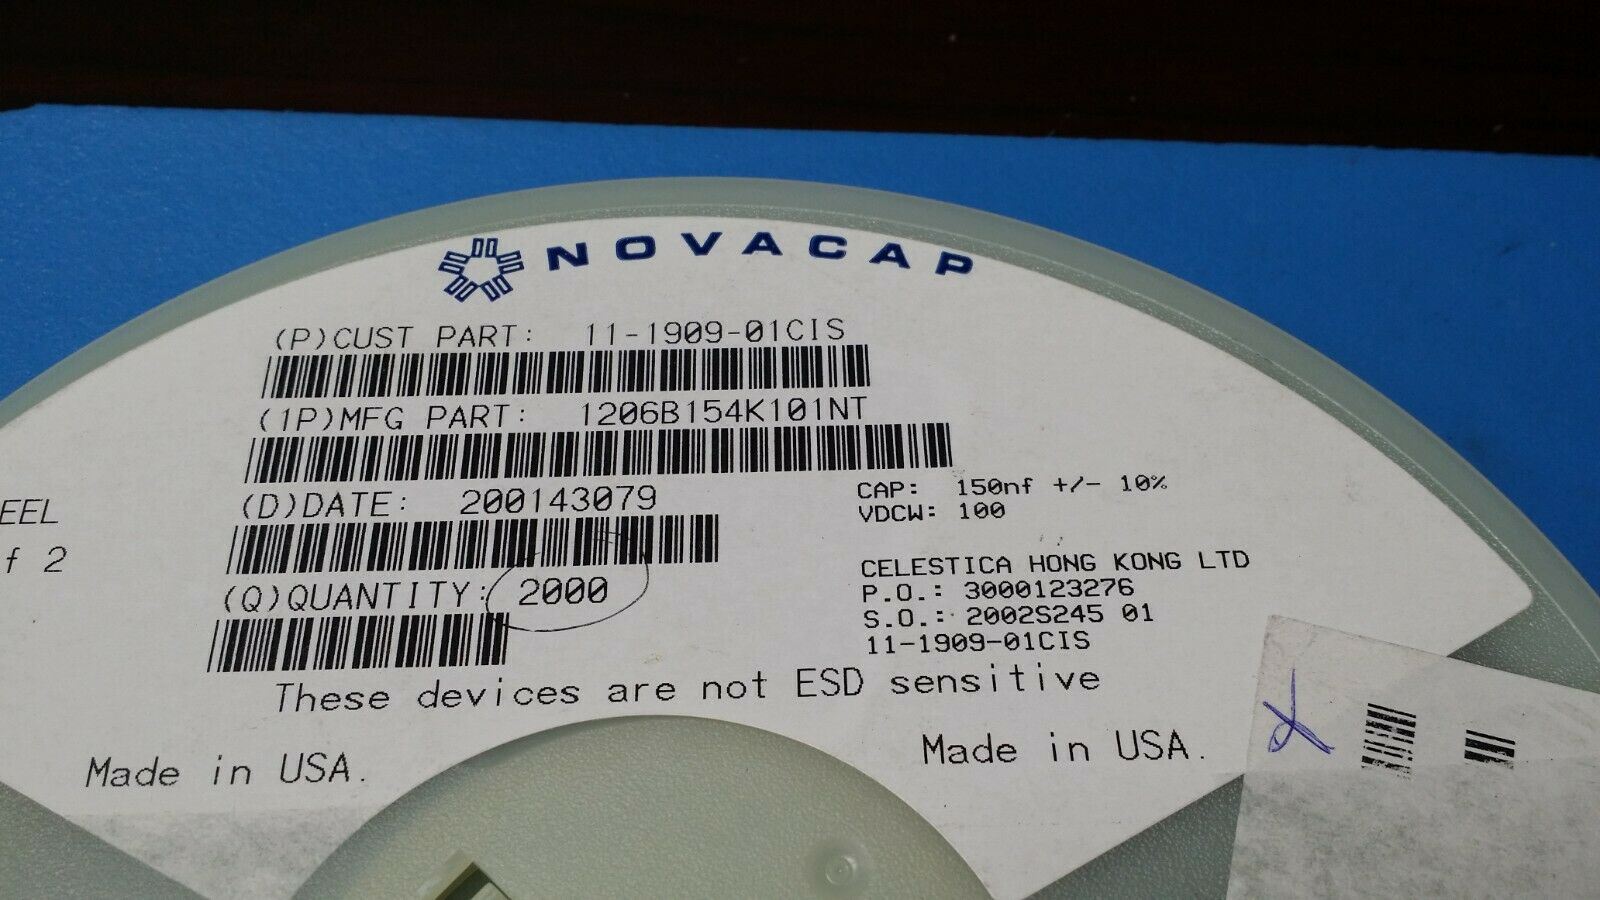 NOVACAP
(P)CUST PART: 11-1909-01CIS
(1P)MFG PART: 1206B154K101NT
(D)DATE: 200143079
(Q)QUANTITY: 2000
CAP: 150nf +/- 10%
VDCW: 100
CELESTICA HONG KONG LTD
P.O.: 3000123276
S.O.: 2002S245 01
11-1909-01CIS
These devices are not ESD sensitive
Made in USA.
Made in USA.
EEL
f 2